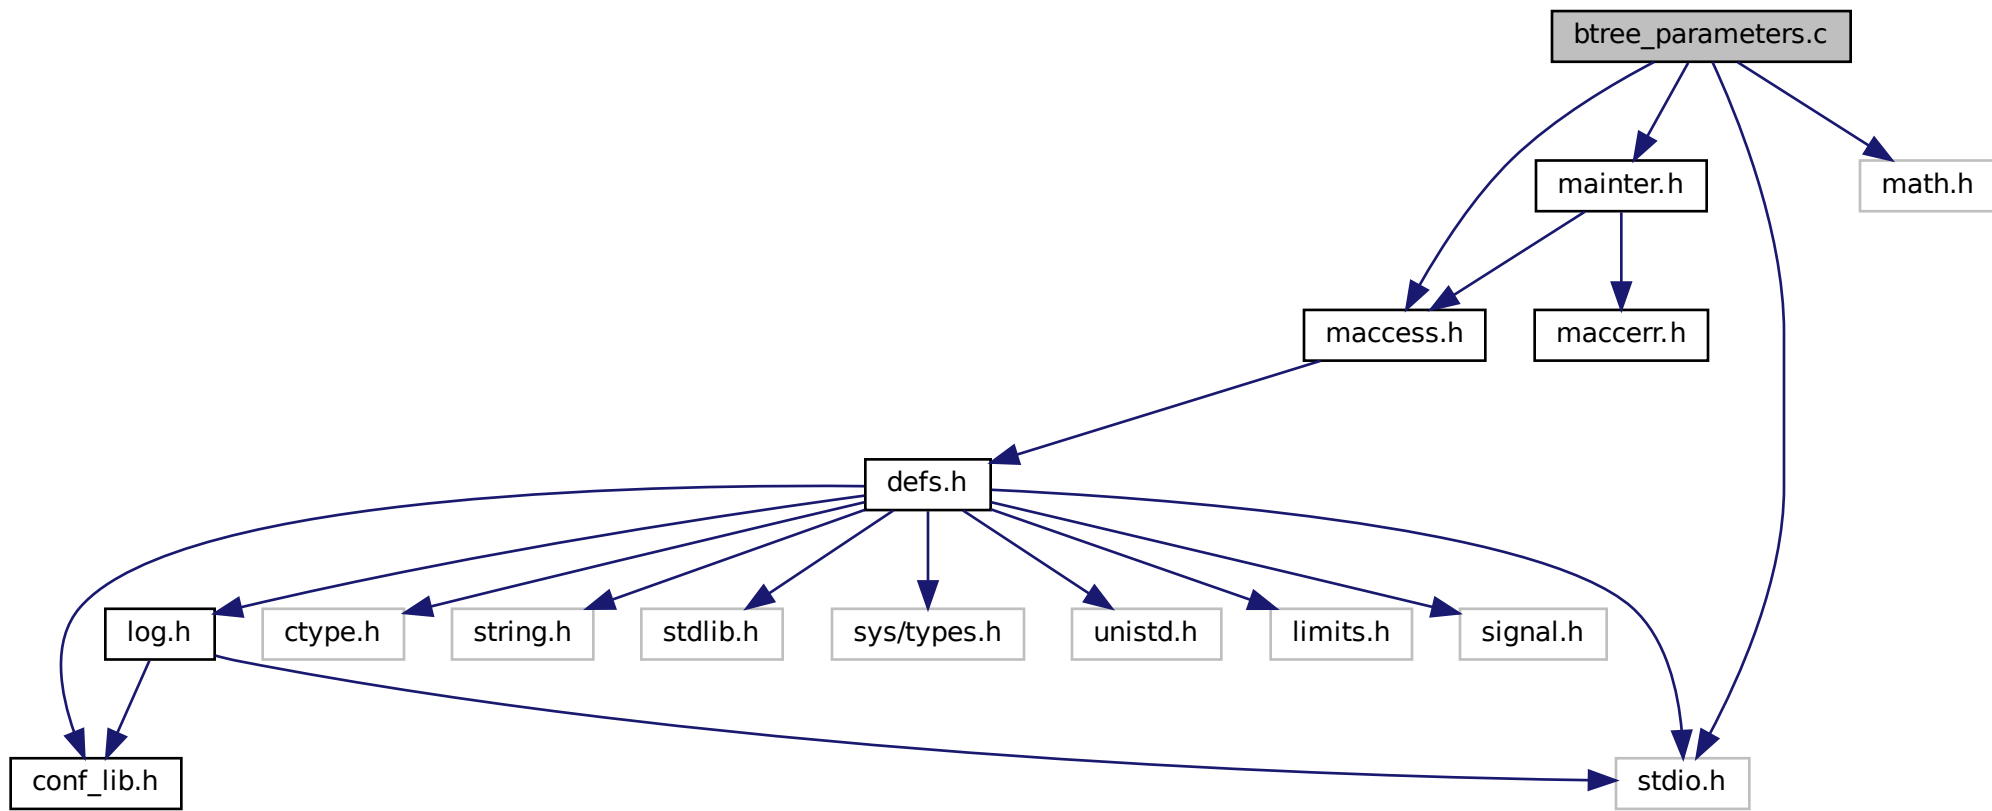 btree_parameters.c
mainter.h
math.h
maccess.h
maccerr.h
defs.h
log.h
ctype.h
string.h
stdlib.h
sys/types.h
unistd.h
limits.h
signal.h
conf_lib.h
stdio.h